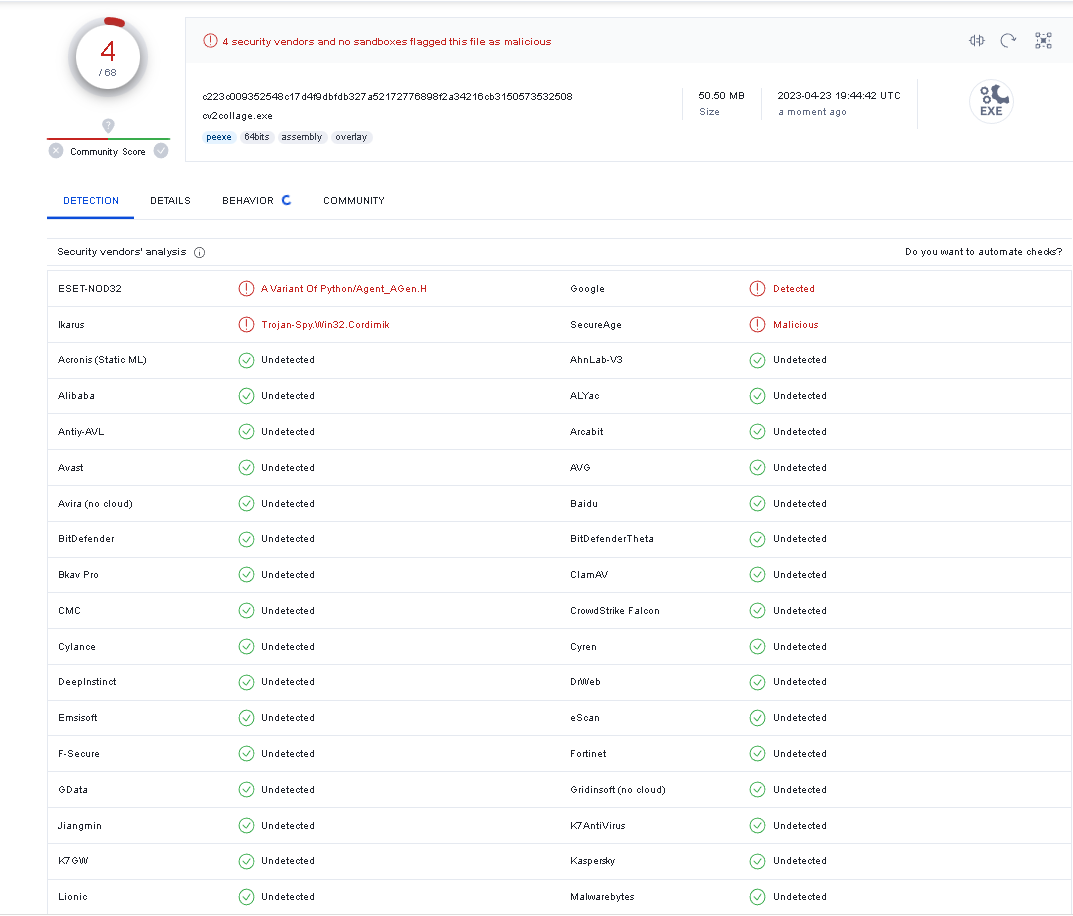 4
/ 68
Community Score
4 security vendors and no sandboxes flagged this file as malicious
c223c009352548c17d4f9dbfdb327a52172776898f2a34216cb3150573532508
cv2collage.exe
peexe 64bits assembly overlay
50.50 MB
Size
2023-04-23 19:44:42 UTC
a moment ago
EXE
DETECTION DETAILS BEHAVIOR COMMUNITY
Security vendors' analysis Do you want to automate checks?
ESET-NOD32 A Variant Of Python/Agent_AGen.H Google Detected
Ikarus Trojan-Spy.Win32.Cordimik SecureAge Malicious
Acronis (Static ML) Undetected AhnLab-V3 Undetected
Alibaba Undetected ALYac Undetected
Antiy-AVL Undetected Arcabit Undetected
Avast Undetected AVG Undetected
Avira (no cloud) Undetected Baidu Undetected
BitDefender Undetected BitDefenderTheta Undetected
Bkav Pro Undetected ClamAV Undetected
CMC Undetected CrowdStrike Falcon Undetected
Cylance Undetected Cyren Undetected
DeepInstinct Undetected DrWeb Undetected
Emsisoft Undetected eScan Undetected
F-Secure Undetected Fortinet Undetected
GData Undetected Gridinsoft (no cloud) Undetected
Jiangmin Undetected K7AntiVirus Undetected
K7GW Undetected Kaspersky Undetected
Lionic Undetected Malwarebytes Undetected